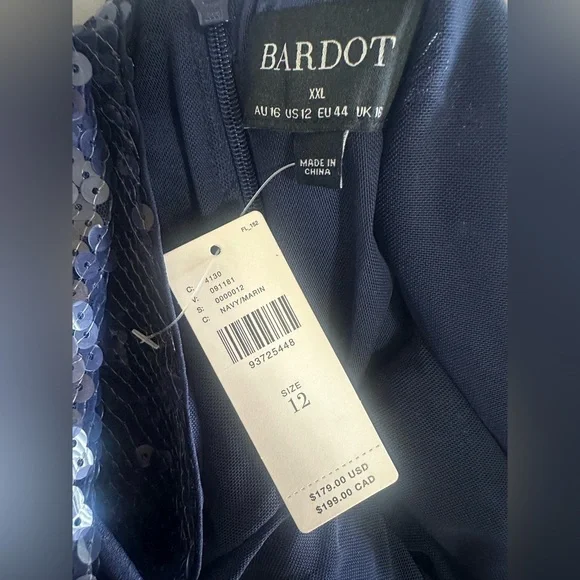 BARDOT
XXL
AU 16 US 12 EU 44 UK 16
MADE IN
CHINA
FL_152
C: 4130
V: 091181
S: 0000012
C: NAVY/MARIN
93725448
SIZE
12
$179.00 USD
$199.00 CAD